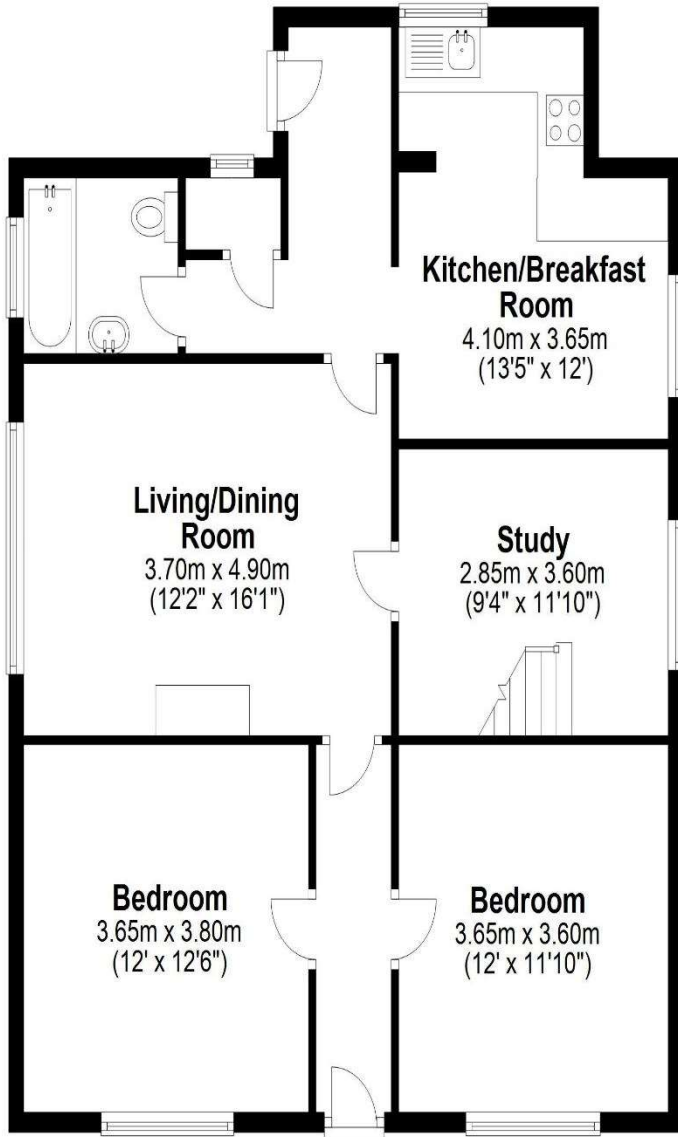 Kitchen/Breakfast
Room
4.10m x 3.65m
(13'5" x 12')
Living/Dining
Room
3.70m x 4.90m
(12'2" x 16'1")
Study
2.85m x 3.60m
(9'4" x 11'10")
Bedroom
3.65m x 3.80m
(12' x 12'6")
Bedroom
3.65m x 3.60m
(12' x 11'10")